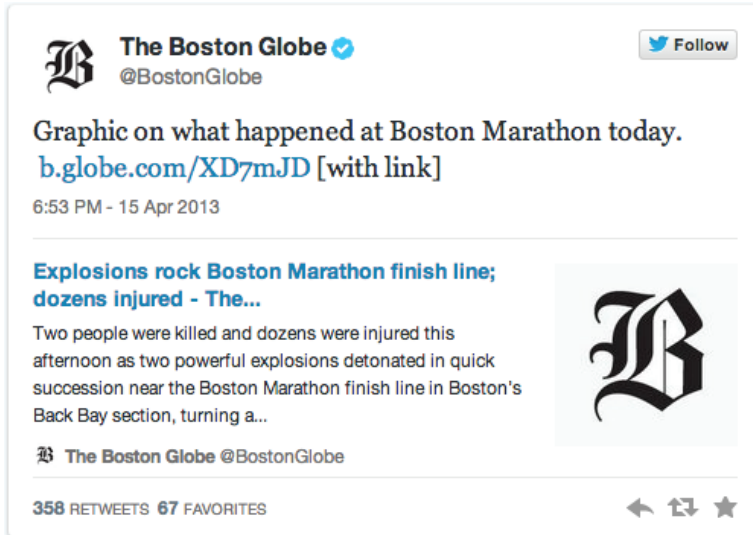 The Boston Globe
@BostonGlobe
Follow
Graphic on what happened at Boston Marathon today.
b.globe.com/XD7mJD [with link]
6:53 PM - 15 Apr 2013
Explosions rock Boston Marathon finish line;
dozens injured - The...
Two people were killed and dozens were injured this
afternoon as two powerful explosions detonated in quick
succession near the Boston Marathon finish line in Boston's
Back Bay section, turning a...
B The Boston Globe @BostonGlobe
358 RETWEETS 67 FAVORITES